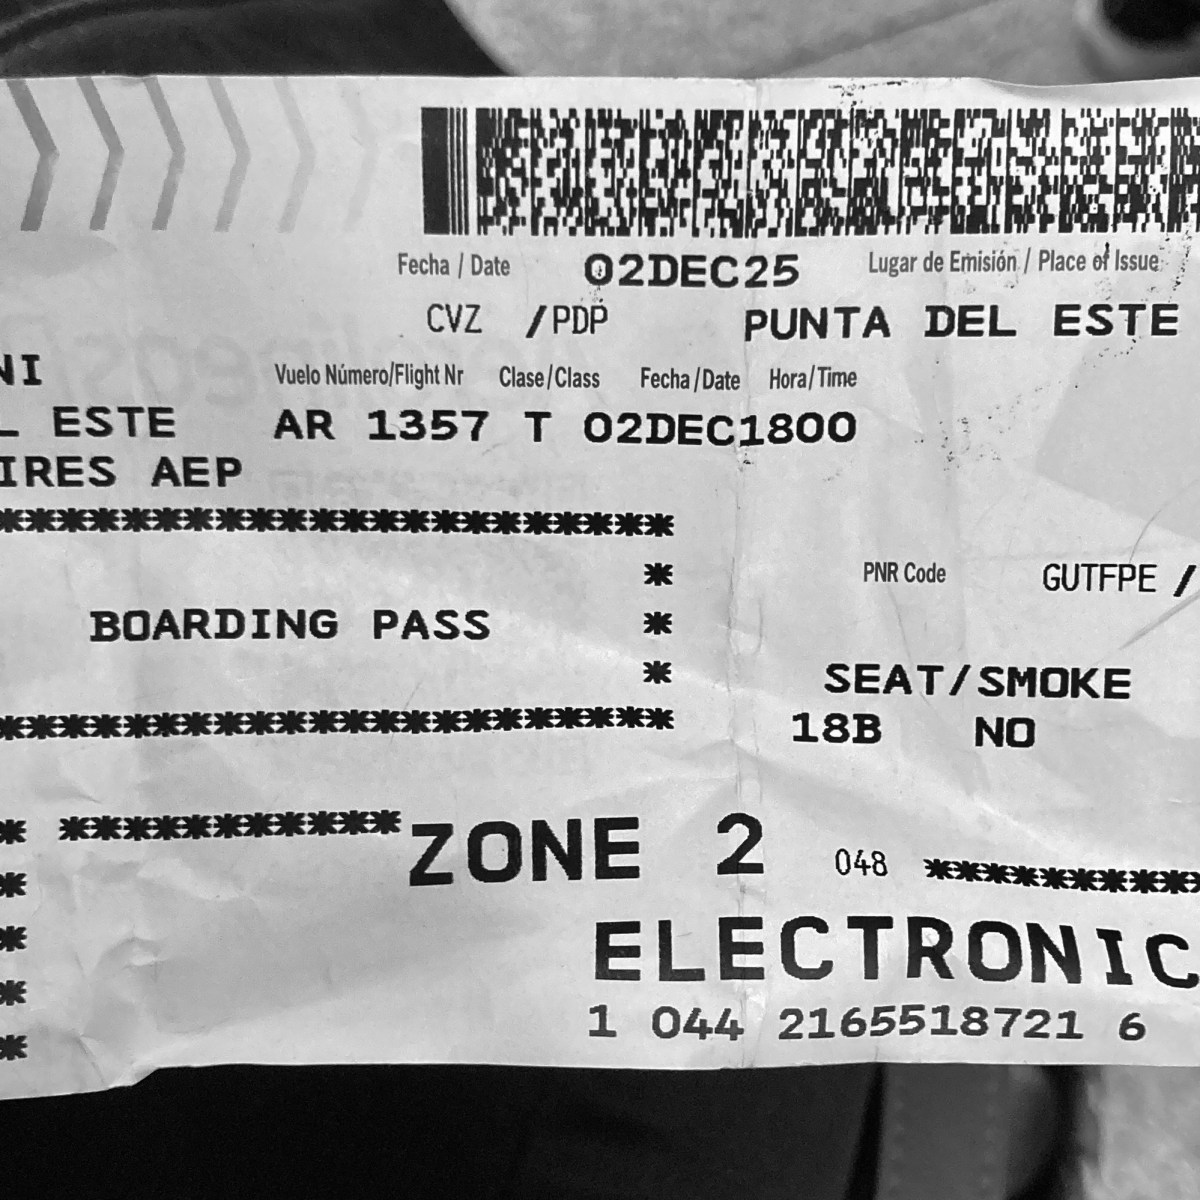 Fecha / Date 02DEC25 Lugar de Emisión / Place of Issue
CVZ /PDP PUNTA DEL ESTE
NI Vuelo Número/Flight Nr Clase/Class Fecha/Date Hora/Time
L ESTE AR 1357 T 02DEC1800
IRES AEP
***********************
*
PNR Code GUTFPE /
BOARDING PASS *
* SEAT/SMOKE
*********************** 18B NO
* ************ ZONE 2 048 **********
*
* ELECTRONIC
*
* 1 044 2165518721 6